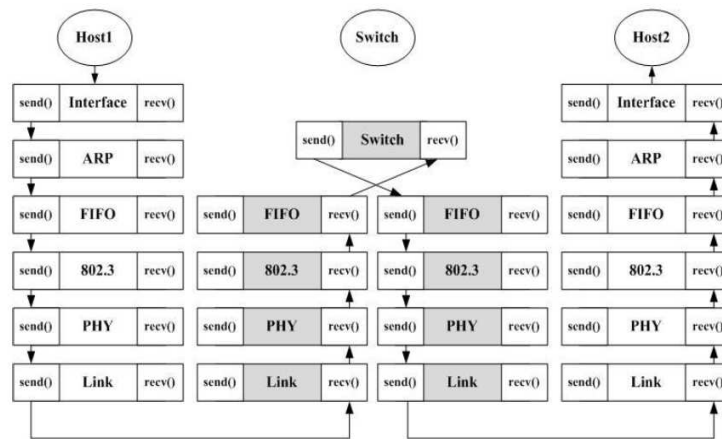 Host1 Switch Host2
send() Interface recv() send() Interface recv()
send() Switch recv()
send() ARP recv() send() ARP recv()
send() FIFO recv() send() FIFO recv() send() FIFO recv() send() FIFO recv()
send() 802.3 recv() send() 802.3 recv() send() 802.3 recv() send() 802.3 recv()
send() PHY recv() send() PHY recv() send() PHY recv() send() PHY recv()
send() Link recv() send() Link recv() send() Link recv() send() Link recv()